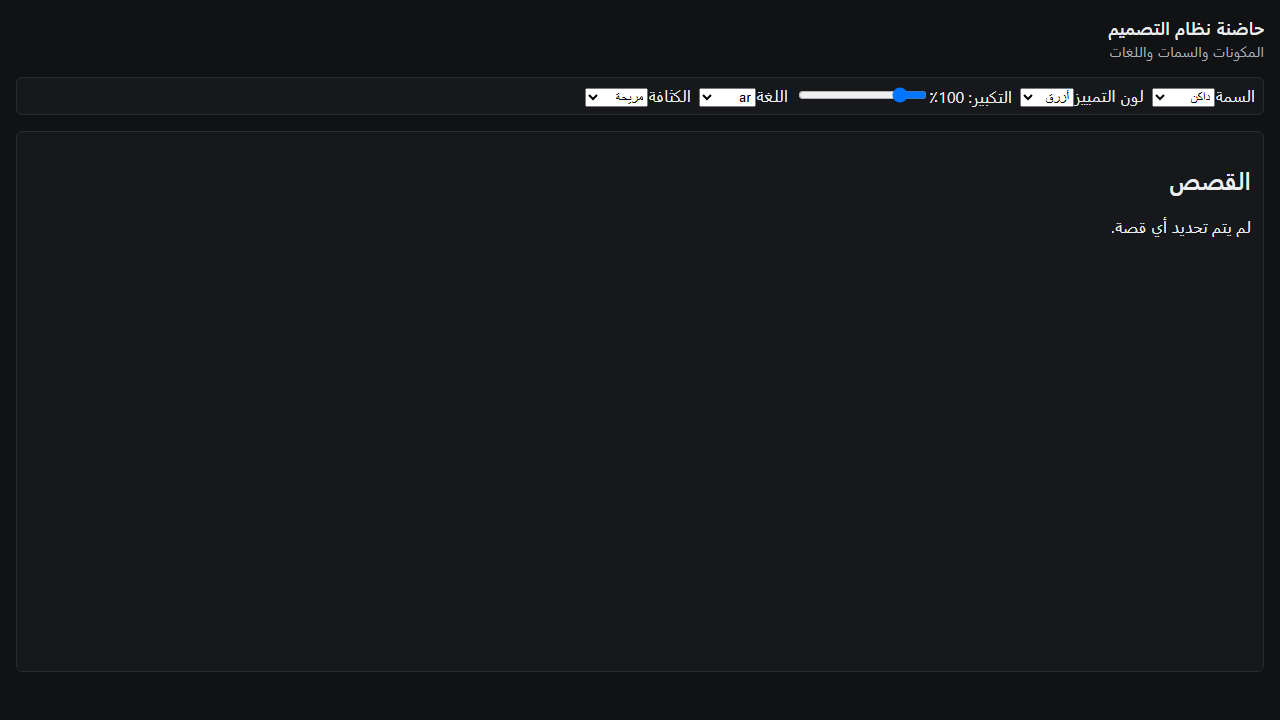 حاضنة نظام التصميم
المكونات والسمات واللغات
السمة داكن لون التمييز أزرق التكبير: 100٪ اللغة ar الكثافة مريحة
القصص
لم يتم تحديد أي قصة.